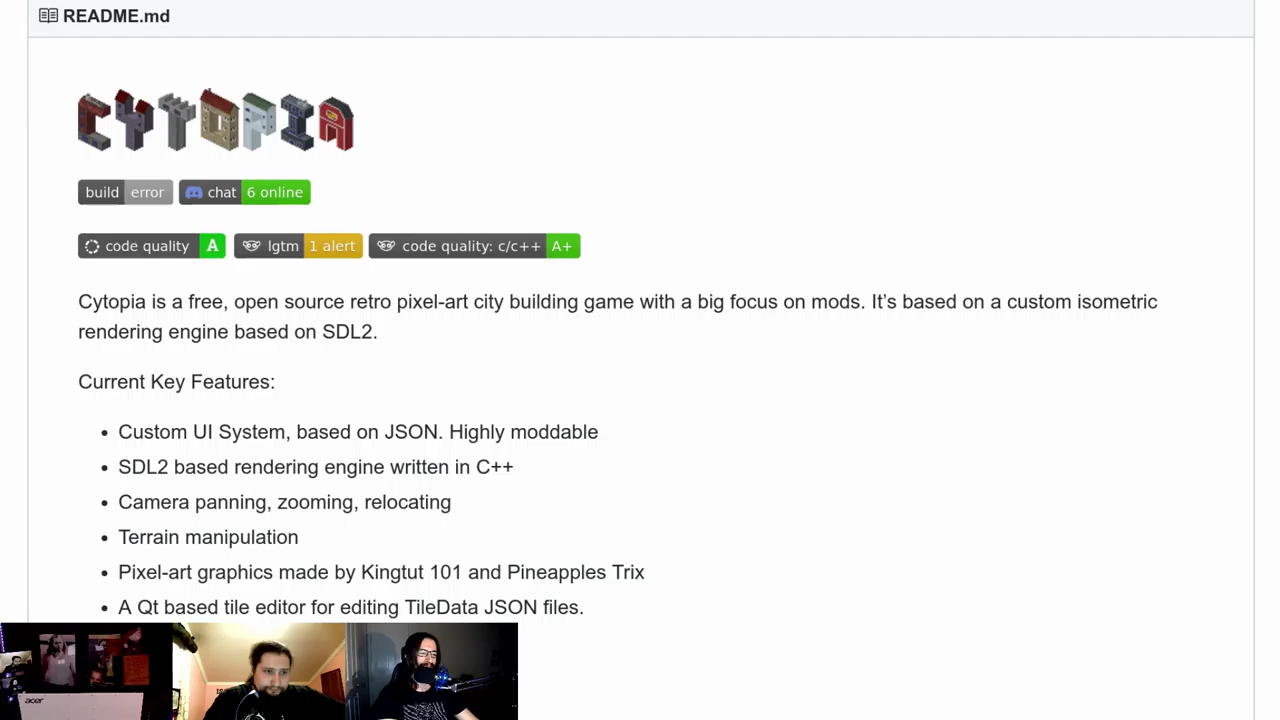 README.md
CYTOPIA
build error chat 6 online
code quality A lgtm 1 alert code quality: c/c++ A+
Cytopia is a free, open source retro pixel-art city building game with a big focus on mods. It’s based on a custom isometric
rendering engine based on SDL2.
Current Key Features:
• Custom UI System, based on JSON. Highly moddable
• SDL2 based rendering engine written in C++
• Camera panning, zooming, relocating
• Terrain manipulation
• Pixel-art graphics made by Kingtut 101 and Pineapples Trix
• A Qt based tile editor for editing TileData JSON files.
acer